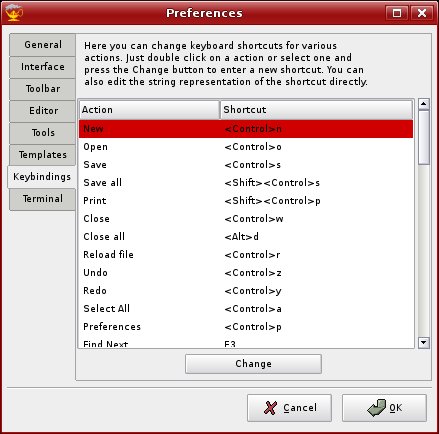 Preferences
General
Interface
Toolbar
Editor
Tools
Templates
Keybindings
Terminal
Here you can change keyboard shortcuts for various
actions. Just double click on a action or select one and
press the Change button to enter a new shortcut. You can
also edit the string representation of the shortcut directly.
Action Shortcut
New <Control>n
Open <Control>o
Save <Control>s
Save all <Shift><Control>s
Print <Shift><Control>p
Close <Control>w
Close all <Alt>d
Reload file <Control>r
Undo <Control>z
Redo <Control>y
Select All <Control>a
Preferences <Control>p
Find Next F3
Change
Cancel OK